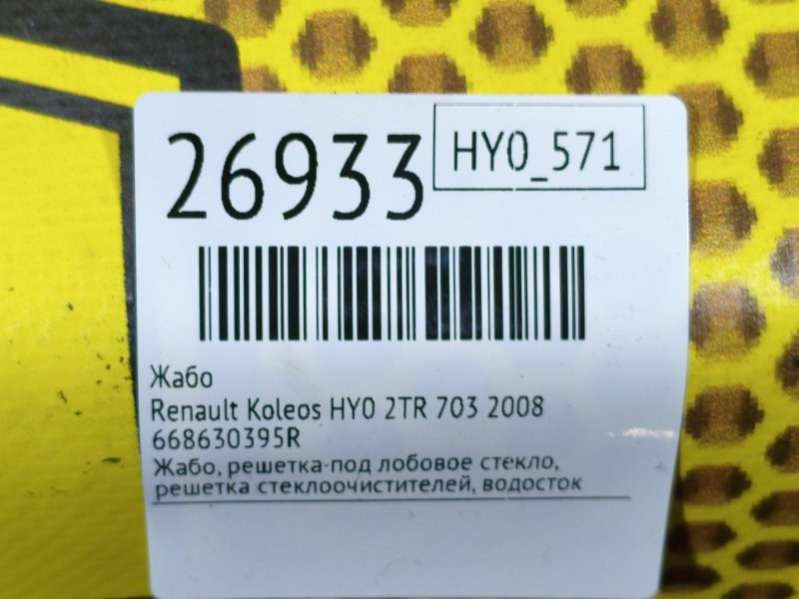 26933
HY0_571
Жабо
Renault Koleos HY0 2TR 703 2008
668630395R
Жабо, решетка под лобовое стекло,
решетка стеклоочистителей, водосток